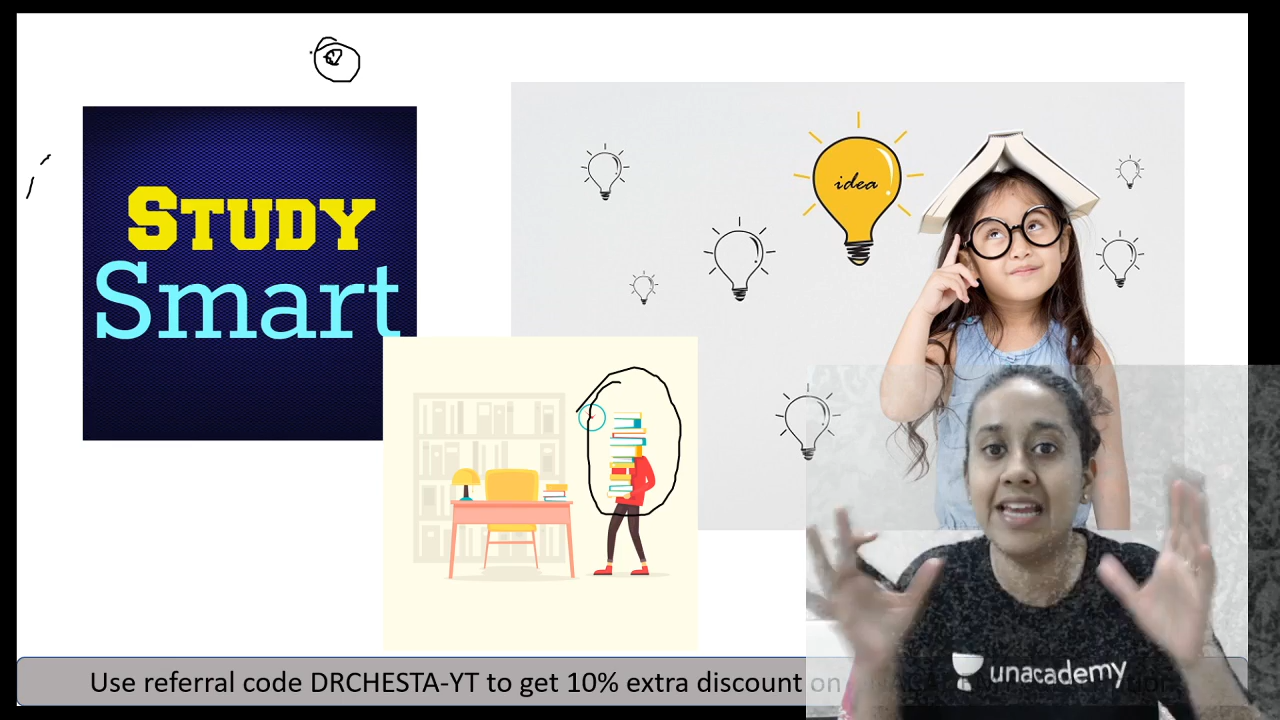 STUDY
Smart
idea
Use referral code DRCHESTA-YT to get 10% extra discount on
unacademy